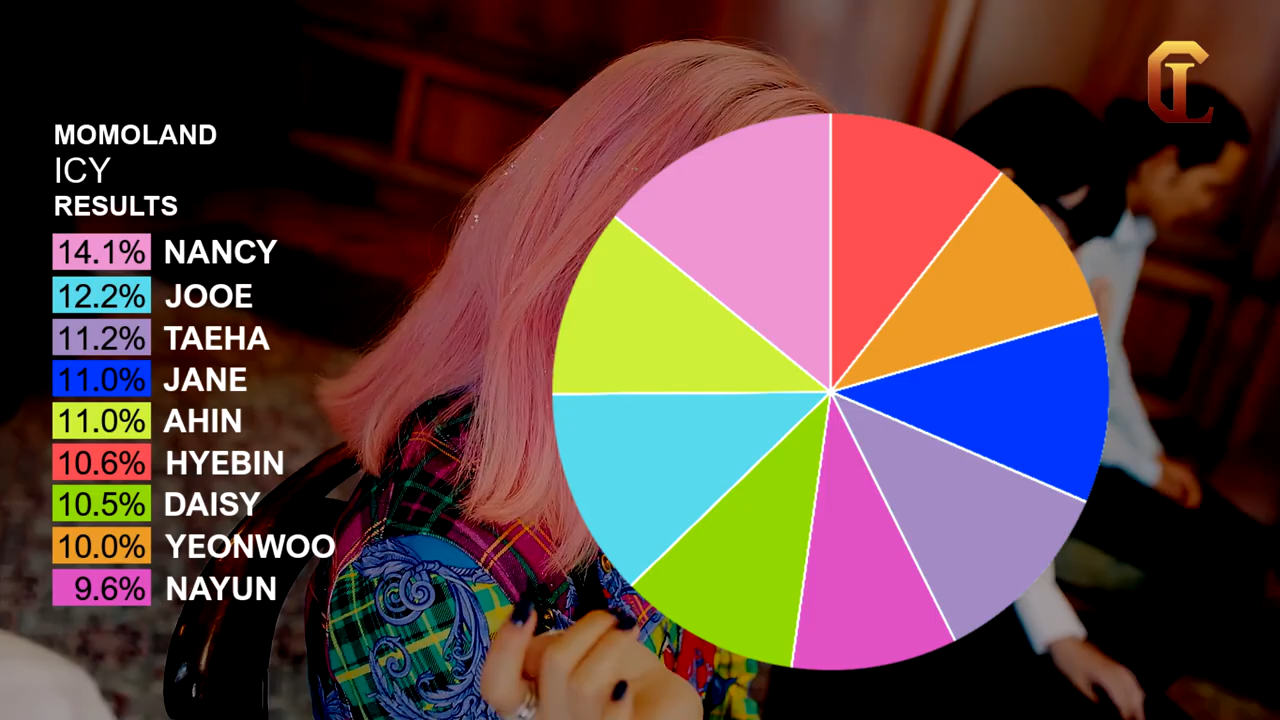 CL
MOMOLAND
ICY
RESULTS
14.1% NANCY
12.2% JOOE
11.2% TAEHA
11.0% JANE
11.0% AHIN
10.6% HYEBIN
10.5% DAISY
10.0% YEONWOO
9.6% NAYUN